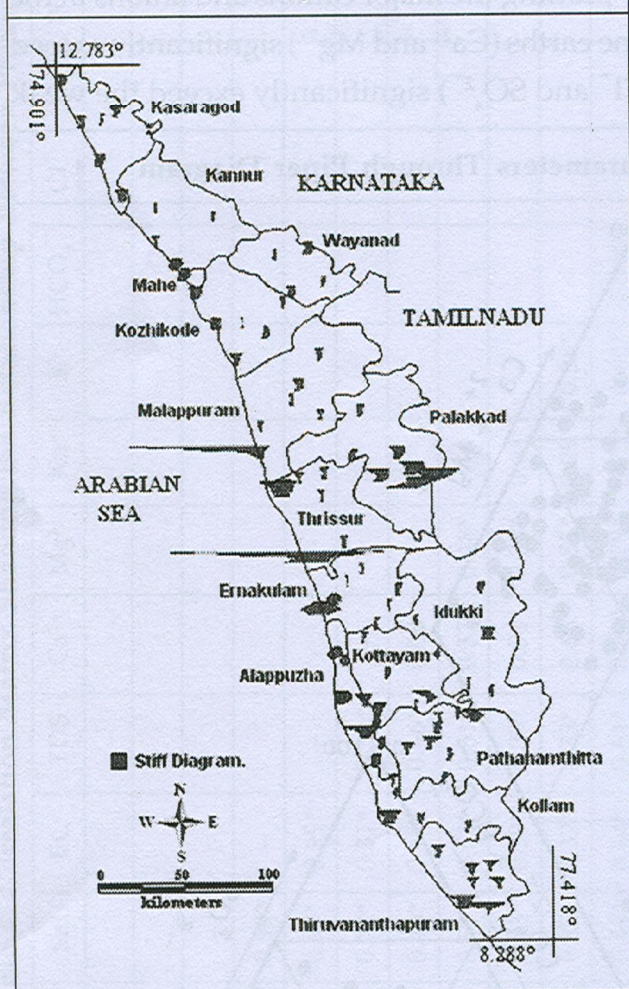 12.783°
74.901°
Kasaragod
Kannur
KARNATAKA
Wayanad
Mahe
Kozhikode
TAMILNADU
Malappuram
Palakkad
ARABIAN
SEA
Thrissur
Ernakulam
Idukki
Kottayam
Alappuzha
Stiff Diagram.
Pathanamthitta
Kollam
N
W
E
S
0 50 100
kilometers
Thiruvananthapuram
77.418°
8.288°